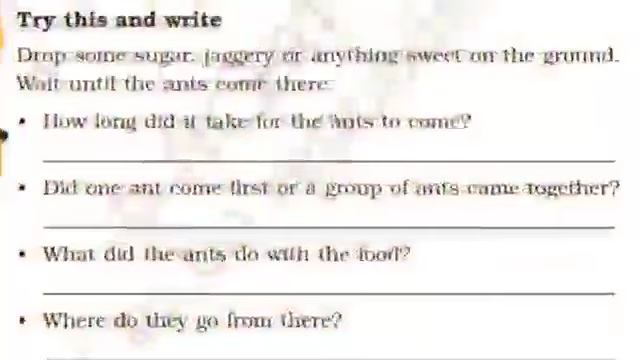 Try this and write
Drop some sugar, jaggery or anything sweet on the ground.
Wait until the ants come there.
• How long did it take for the ants to come?
• Did one ant come first or a group of ants came together?
• What did the ants do with the food?
• Where do they go from there?